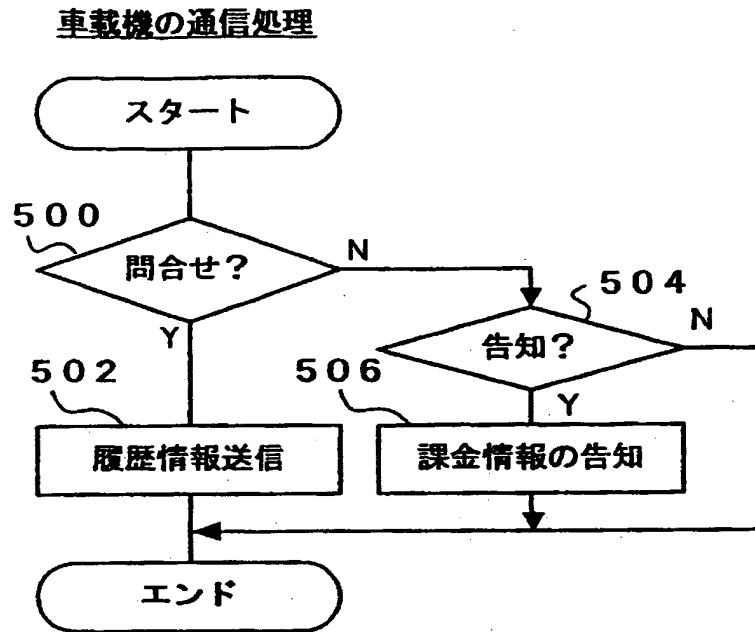 車載機の通信処理
スタート
500
問合せ？
N
Y
504
告知？
N
Y
502
履歴情報送信
506
課金情報の告知
エンド